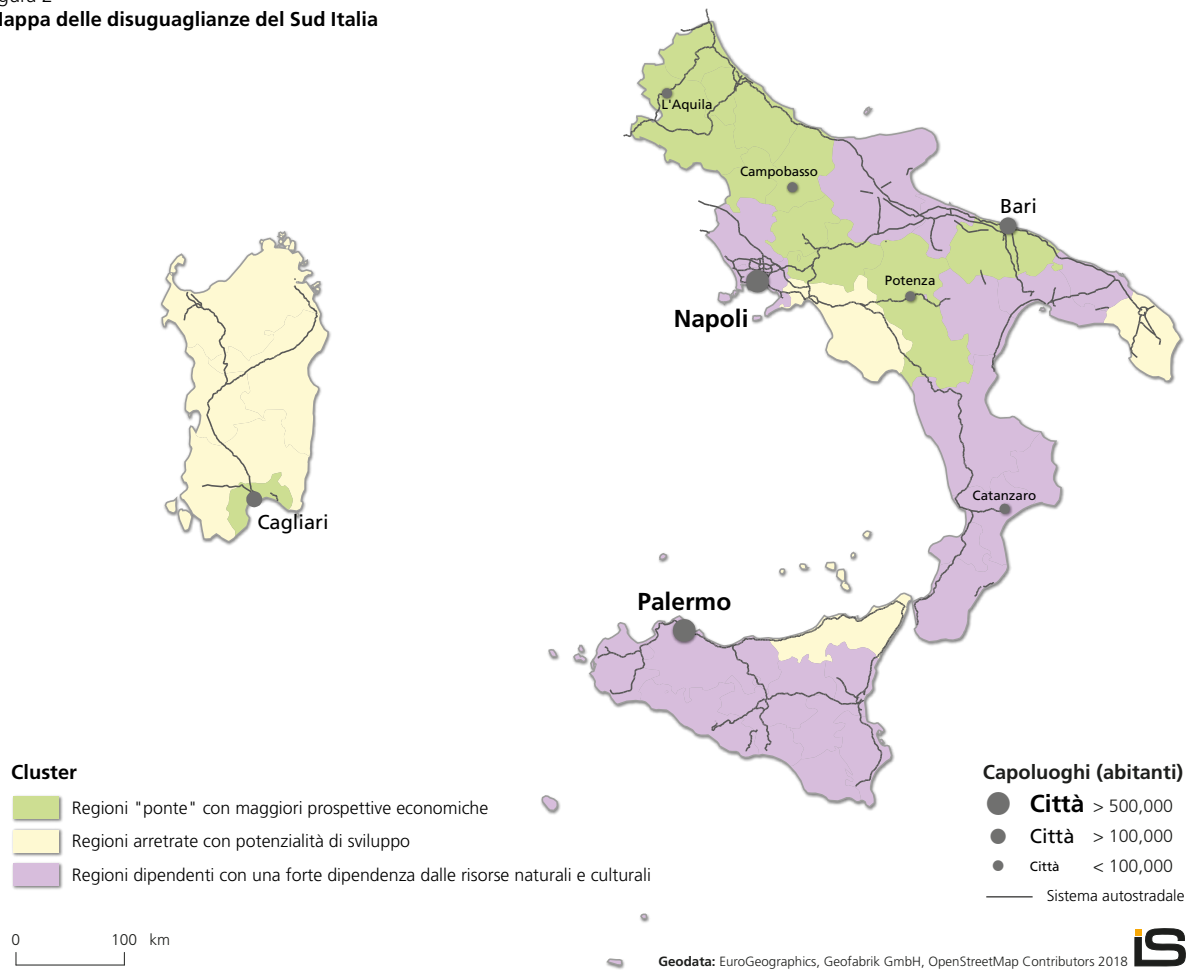 Mappa delle disuguaglianze del Sud Italia
L'Aquila
Campobasso
Bari
Potenza
Napoli
Cagliari
Catanzaro
Palermo
Cluster
Regioni "ponte" con maggiori prospettive economiche
Regioni arretrate con potenzialità di sviluppo
Regioni dipendenti con una forte dipendenza dalle risorse naturali e culturali
Capoluoghi (abitanti)
Città > 500,000
Città > 100,000
Città < 100,000
Sistema autostradale
0 100 km
Geodata: EuroGeographics, Geofabrik GmbH, OpenStreetMap Contributors 2018
iS